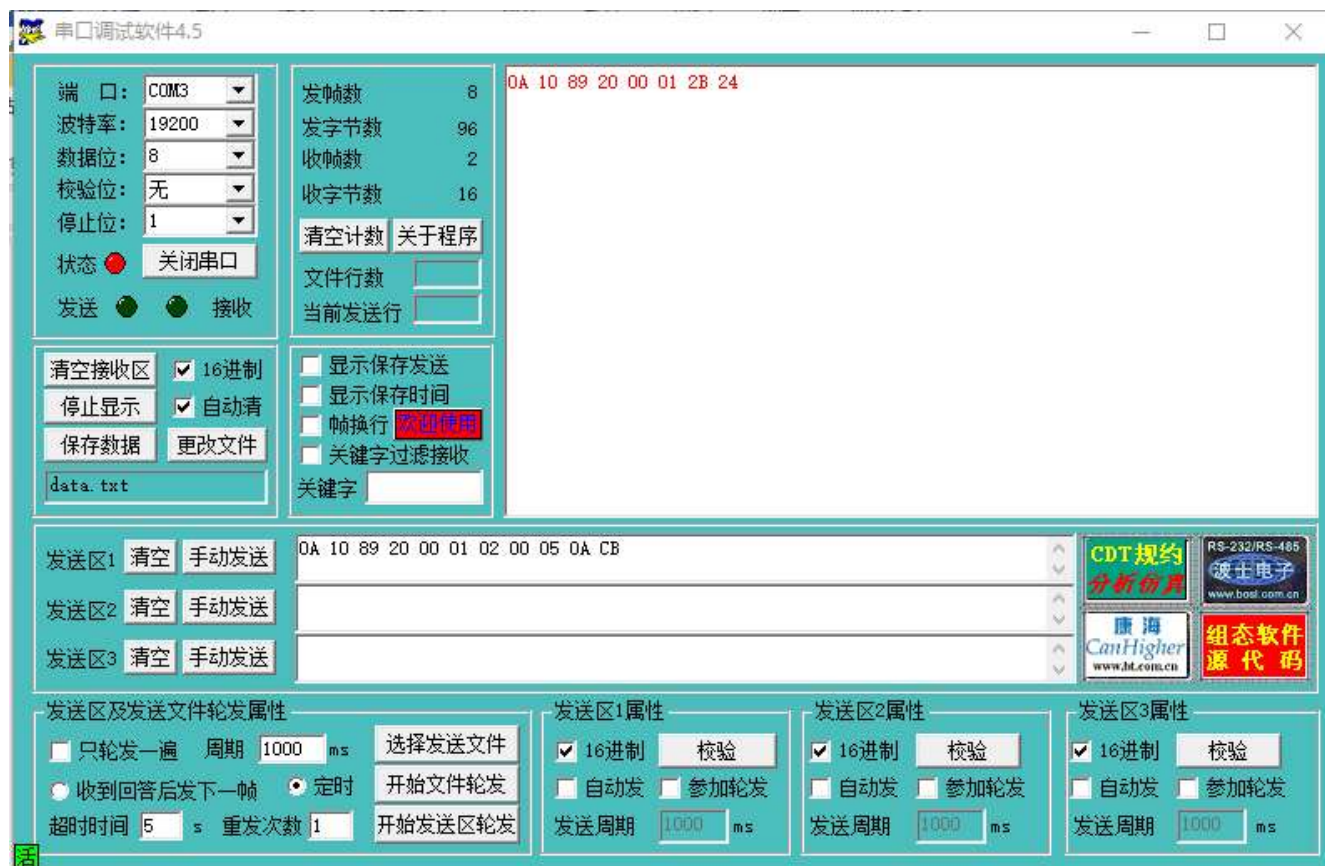 串口调试软件4.5
端 口: COM3
波特率: 19200
数据位: 8
校验位: 无
停止位: 1
状态 关闭串口
发送 接收
发帧数 8
发字节数 96
收帧数 2
收字节数 16
清空计数 关于程序
文件行数
当前发送行
0A 10 89 20 00 01 2B 24
清空接收区 16进制
停止显示 自动清
保存数据 更改文件
data.txt
显示保存发送
显示保存时间
帧换行 欢迎使用
关键字过滤接收
关键字
发送区1 清空 手动发送 0A 10 89 20 00 01 02 00 05 0A CB
发送区2 清空 手动发送
发送区3 清空 手动发送
CDT规约
分析仿真
RS-232/RS-485
波士电子
www.bosi.com.cn
康海
CanHigher
www.ht.com.cn
组态软件
源代码
发送区及发送文件轮发属性
只轮发一遍 周期 1000 ms 选择发送文件
收到回答后发下一帧 定时 开始文件轮发
超时时间 5 s 重发次数 1 开始发送区轮发
发送区1属性
16进制 校验
自动发 参加轮发
发送周期 1000 ms
发送区2属性
16进制 校验
自动发 参加轮发
发送周期 1000 ms
发送区3属性
16进制 校验
自动发 参加轮发
发送周期 1000 ms
活